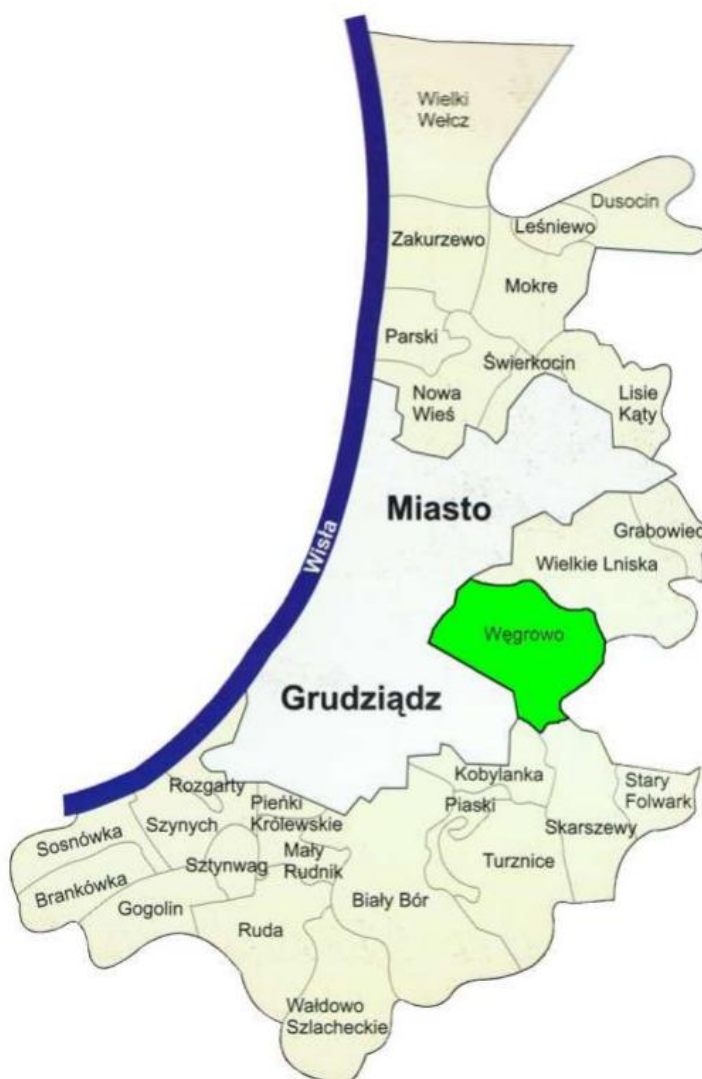 Wielki
Wełcz
Dusocin
Leśniewo
Zakurzewo
Mokre
Parski
Świerkocin
Nowa
Wieś
Lisie
Kąty
Miasto
Grabowiec
Wisła
Wielkie Lniska
Węgrowo
Grudziądz
Kobylanka
Stary
Folwark
Rozgarty
Pieńki
Królewskie
Piaski
Sosnówka
Szynych
Skarszewy
Mały
Rudnik
Sztynwag
Turznice
Brankówka
Gogolin
Biały Bór
Ruda
Wałdowo
Szlacheckie